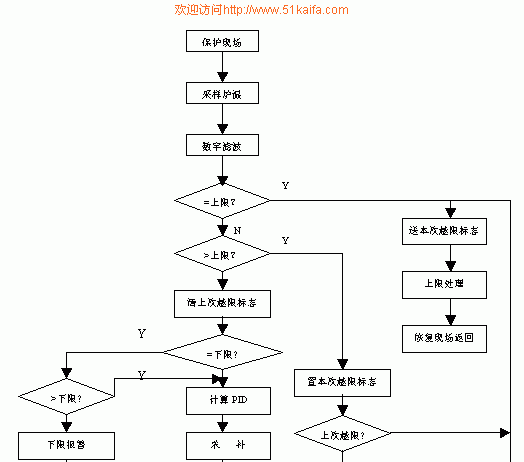 欢迎访问http://www.51kaifa.com
保护现场
采样炉温
数字滤波
=上限?
Y
N
>上限?
Y
送本次越限标志
上限处理
恢复现场返回
清上次越限标志
Y
=下限?
Y
>下限?
计算PID
置本次越限标志
上次越限?
下限报警